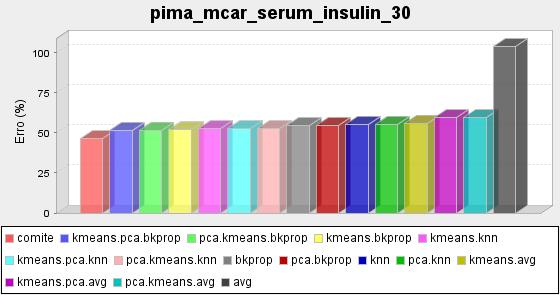 pima_mcar_serum_insulin_30
100
75
50
25
0
Erro (%)
comite kmeans.pca.bkprop pca.kmeans.bkprop kmeans.bkprop kmeans.knn
kmeans.pca.knn pca.kmeans.knn bkprop pca.bkprop knn pca.knn kmeans.avg
kmeans.pca.avg pca.kmeans.avg avg